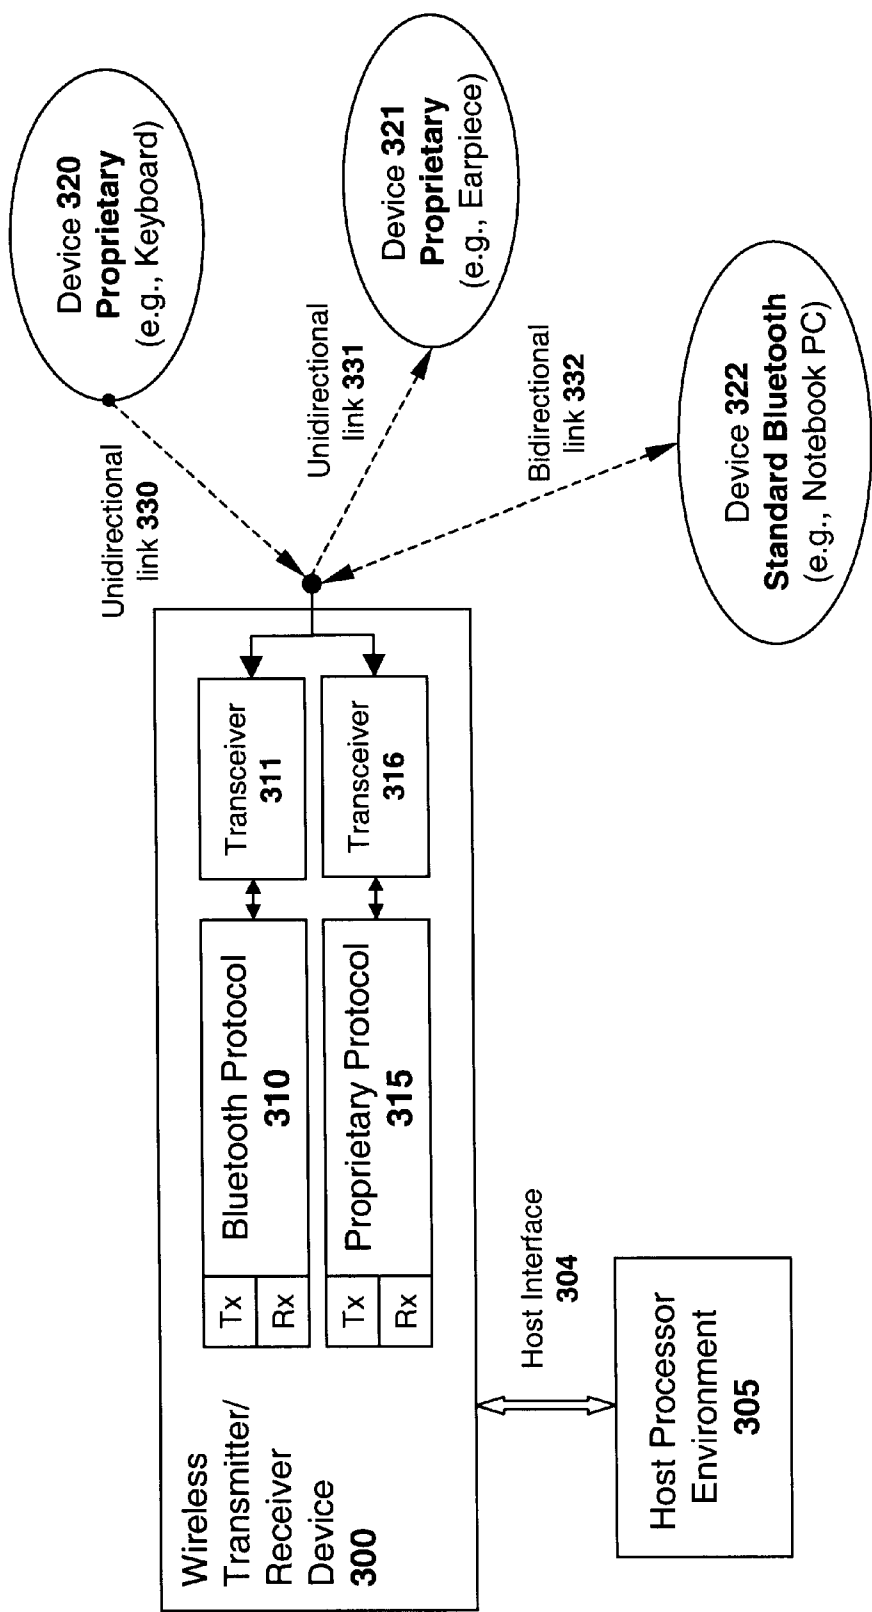 Wireless
Transmitter/
Receiver
Device
300
Tx
Rx
Bluetooth Protocol
310
Transceiver
311
Tx
Rx
Proprietary Protocol
315
Transceiver
316
Host Interface
304
Host Processor
Environment
305
Unidirectional
link 330
Device 320
Proprietary
(e.g., Keyboard)
Unidirectional
link 331
Device 321
Proprietary
(e.g., Earpiece)
Bidirectional
link 332
Device 322
Standard Bluetooth
(e.g., Notebook PC)